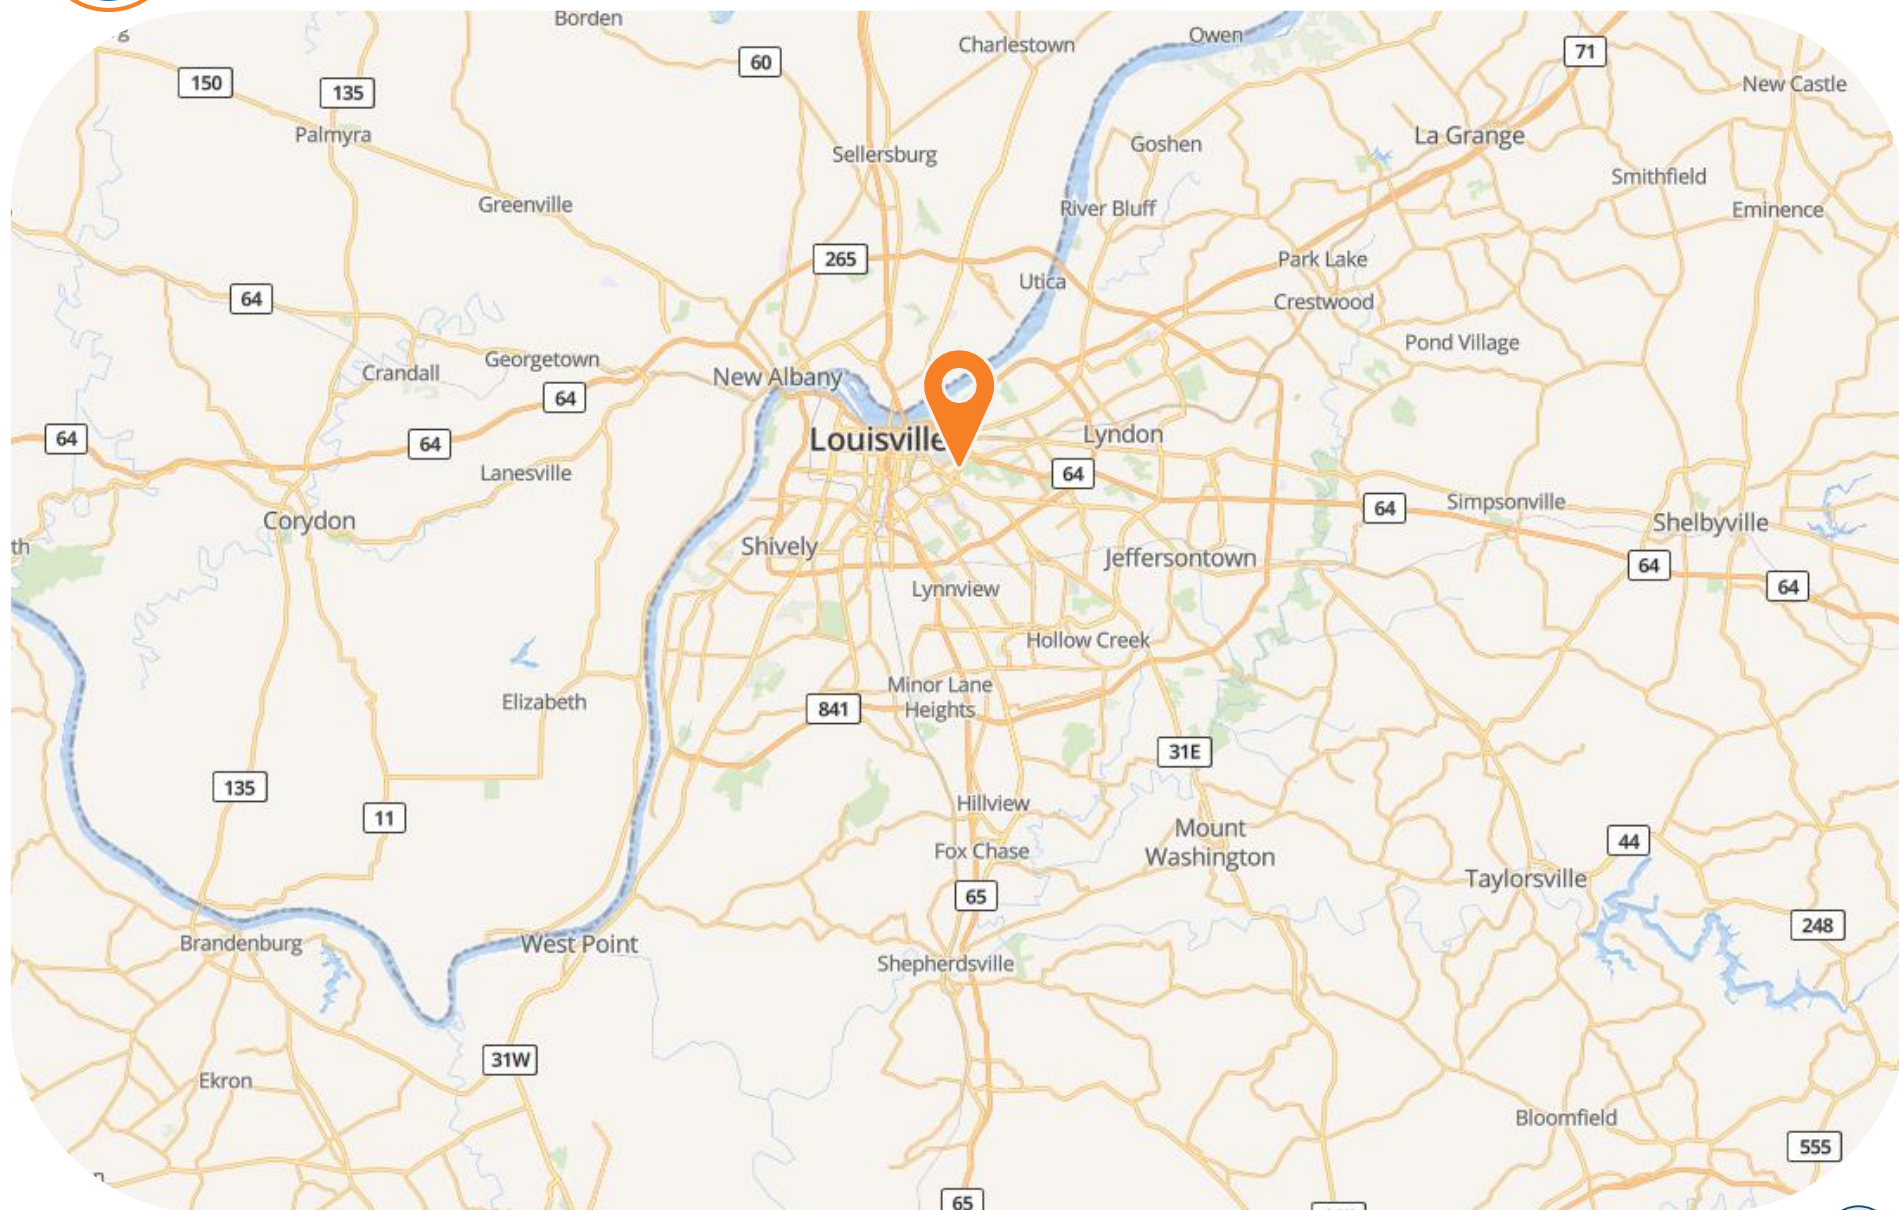 Borden
Charlestown
Owen
60
71
150
135
New Castle
Palmyra
Sellersburg
Goshen
La Grange
Smithfield
Greenville
River Bluff
Eminence
265
Park Lake
Utica
64
Crestwood
Georgetown
Pond Village
Crandall
New Albany
64
64
64
Louisville
Lyndon
Lanesville
64
64
Simpsonville
Corydon
Shelbyville
th
Shively
Jeffersontown
64
64
Lynnview
Hollow Creek
Minor Lane
Heights
Elizabeth
841
31E
135
11
Hillview
Mount
Washington
44
Fox Chase
Taylorsville
65
248
Brandenburg
West Point
Shepherdsville
31W
Ekron
Bloomfield
555
65